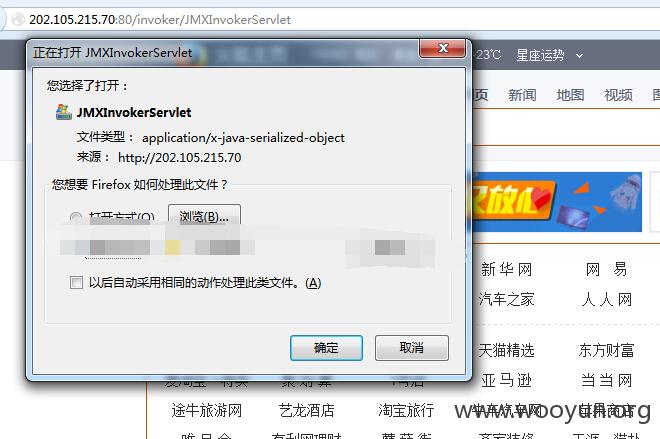 202.105.215.70:80/invoker/JMXInvokerServlet
正在打开 JMXInvokerServlet
-23℃ 星座运势
您选择了打开：
页 新闻 地图 视频
JMXInvokerServlet
文件类型： application/x-java-serialized-object
来源： http://202.105.215.70
您想要 Firefox 如何处理此文件？
打开方式(O) 浏览(B)...
放心
新华网 网易
以后自动采用相同的动作处理此类文件。(A)
汽车之家 人人网
确定 取消
天猫精选 东方财富
亚马逊 当当网
途牛旅游网 艺龙酒店 淘宝旅行
www.wooyun.org